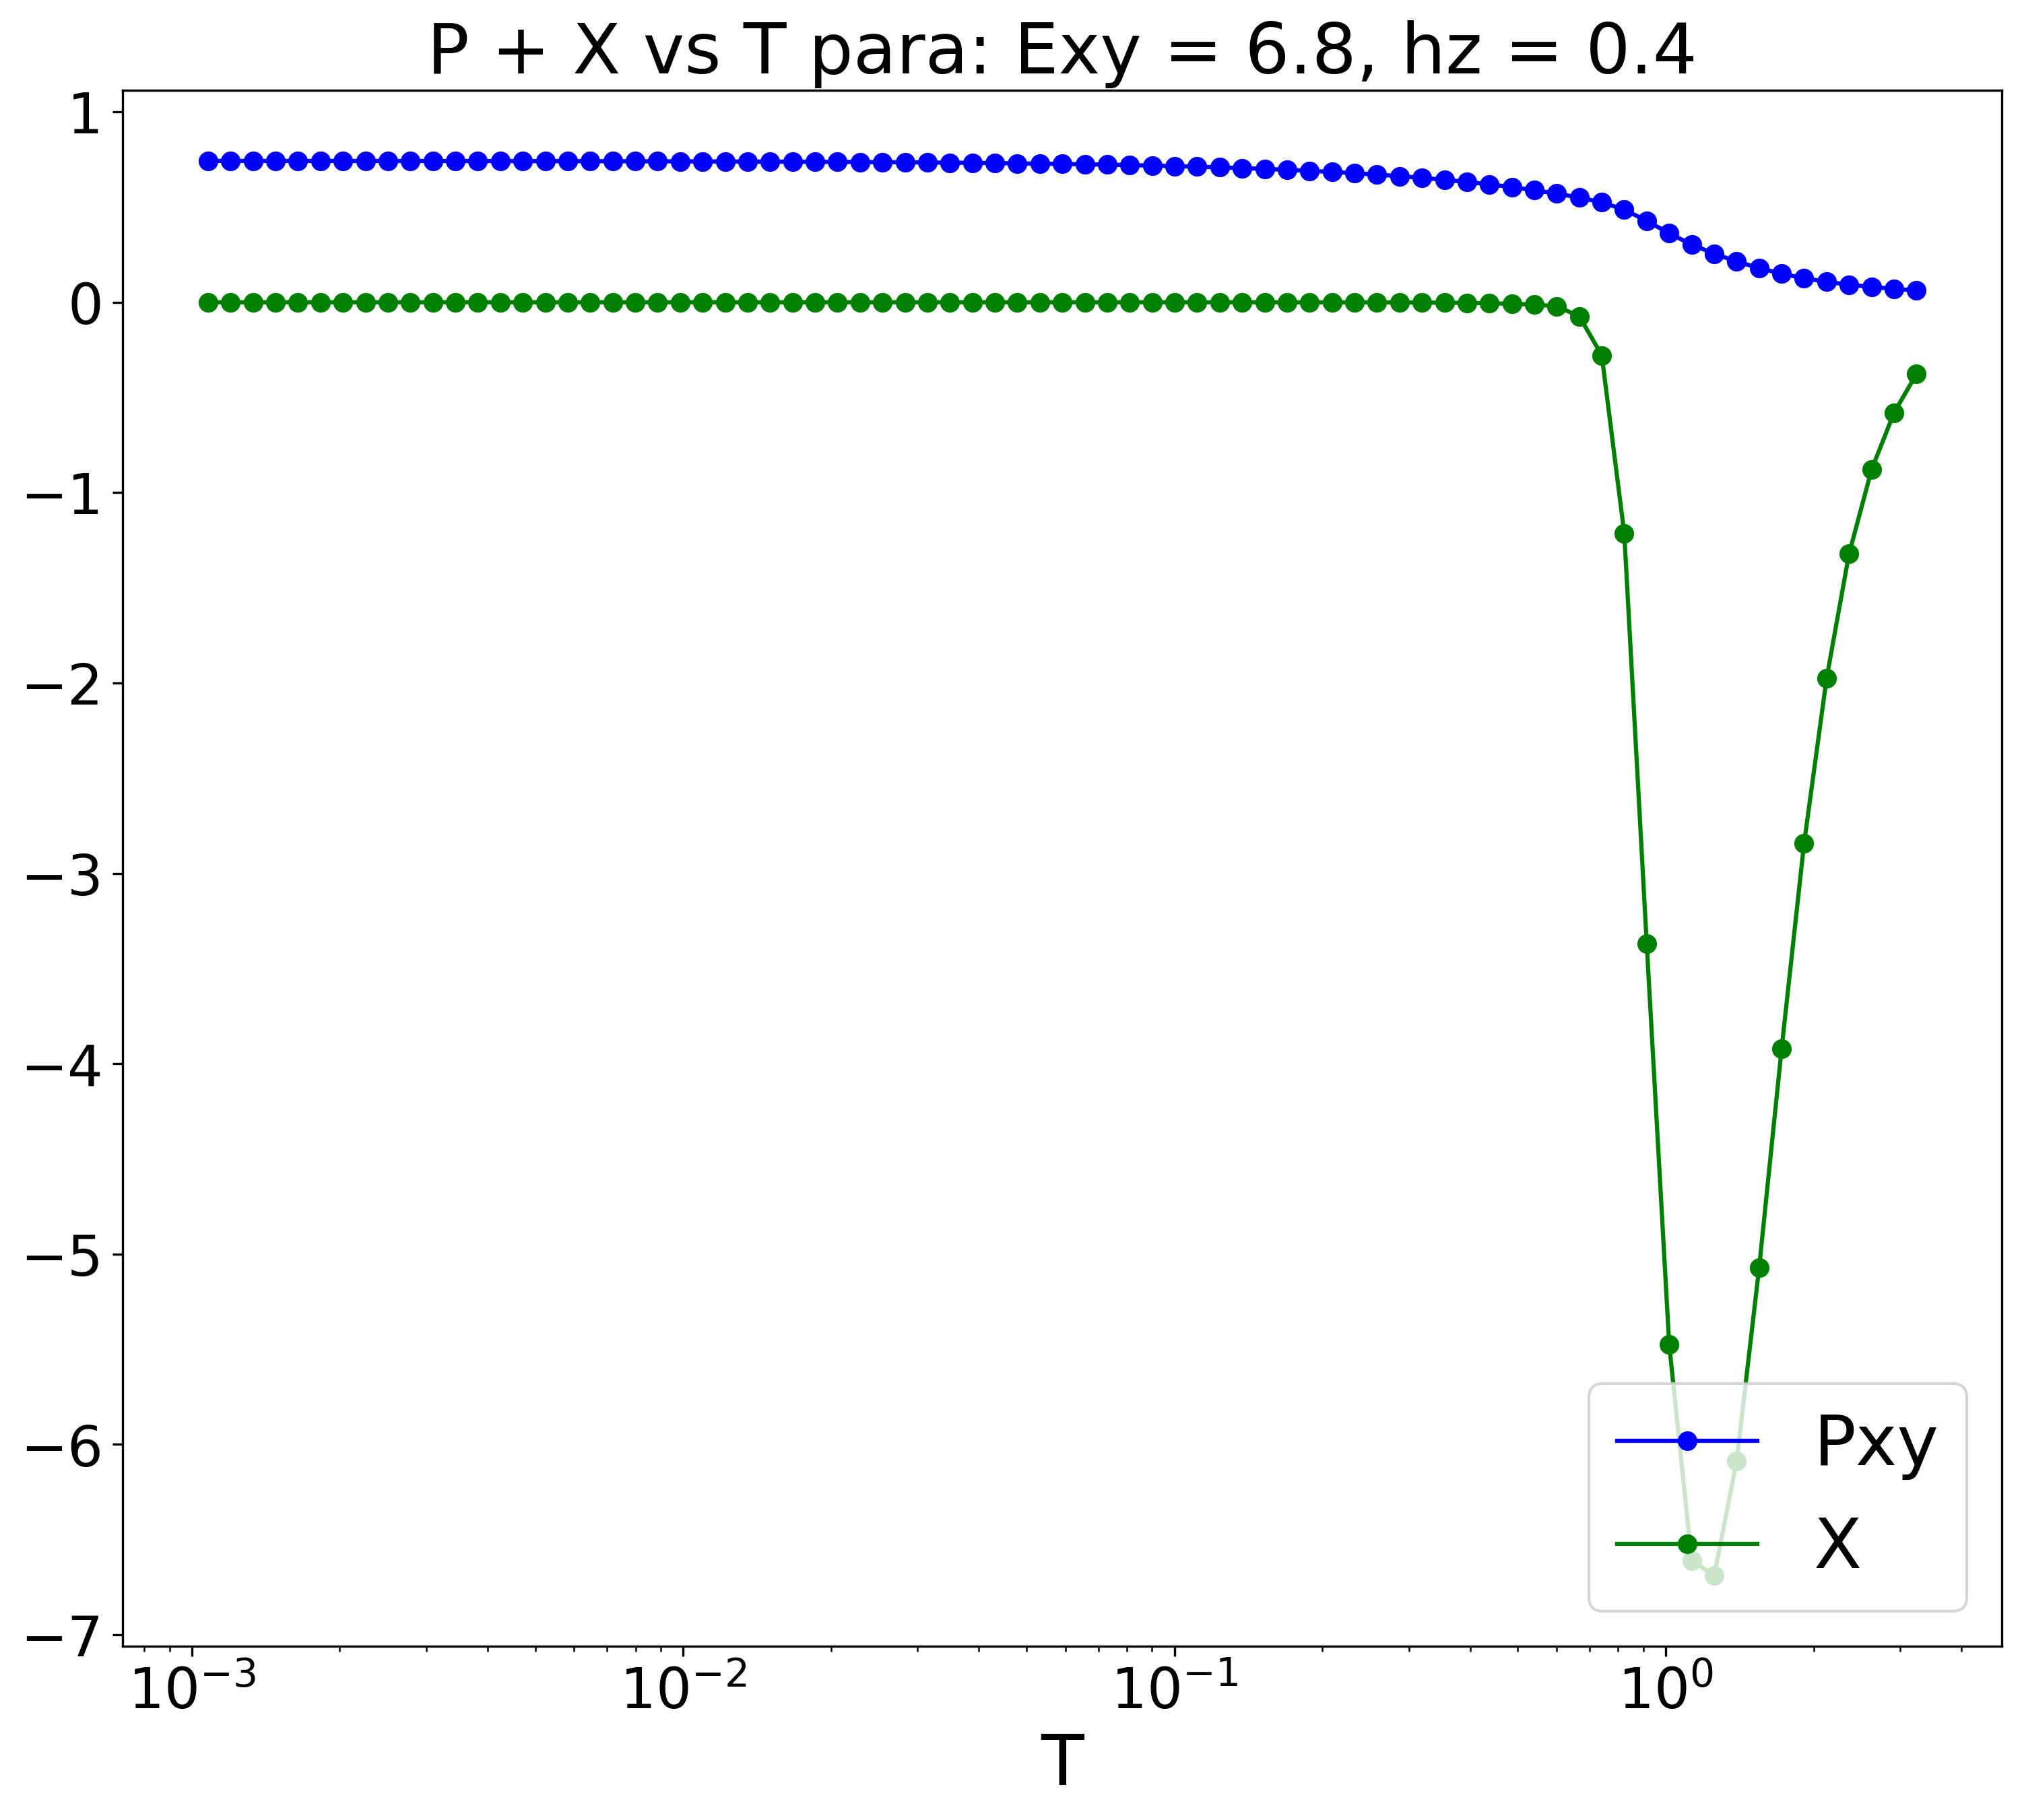 P + X vs T para: Exy = 6.8, hz = 0.4
1
0
−1
−2
−3
−4
−5
−6
−7
Pxy
X
10⁻³ 10⁻² 10⁻¹ 10⁰
T